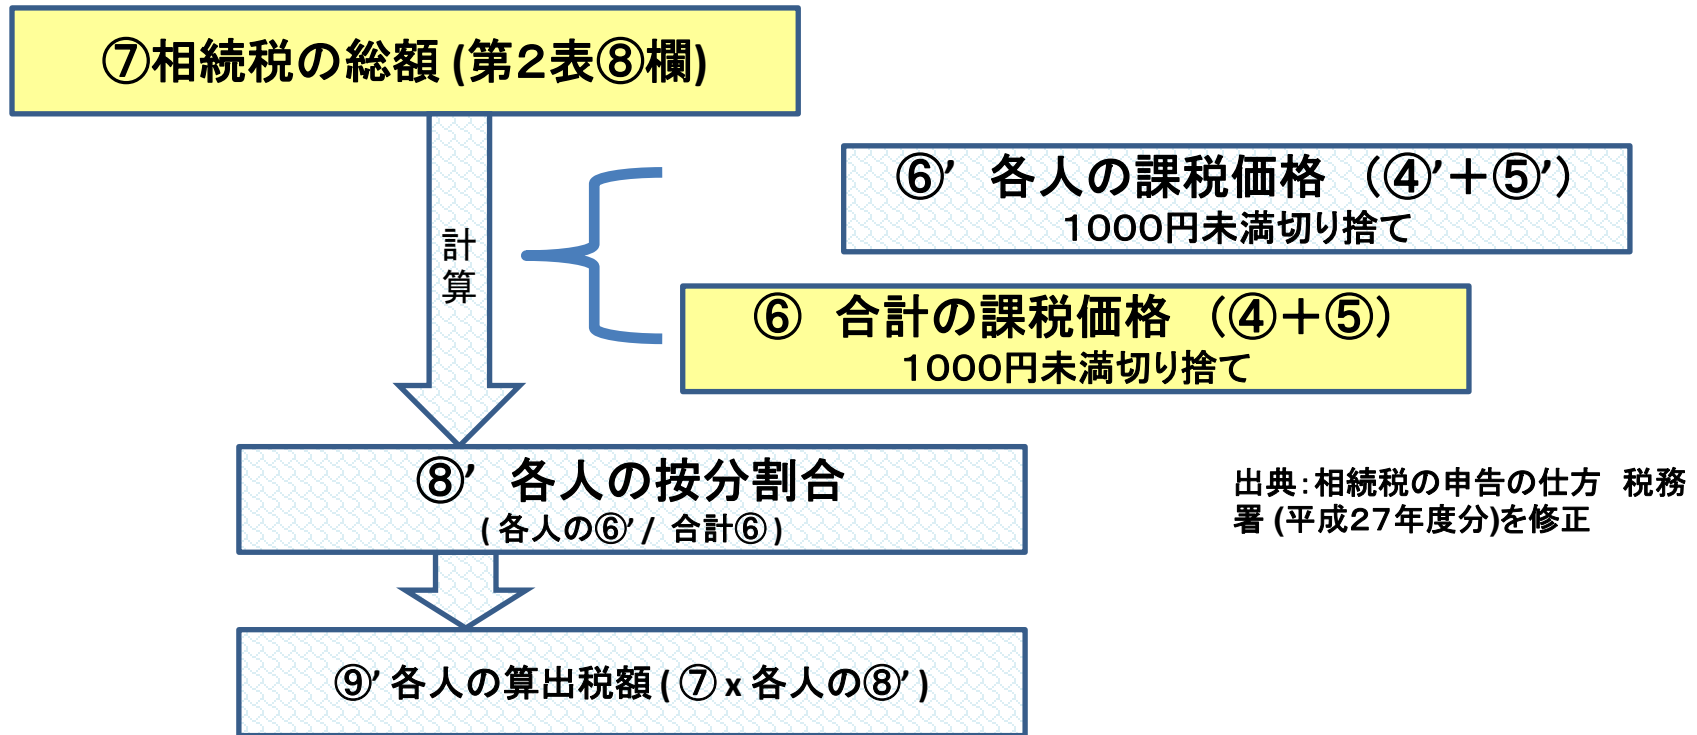 ⑦相続税の総額 (第２表⑧欄)
計
算
⑥’ 各人の課税価格 （④’＋⑤’）
１０００円未満切り捨て
⑥ 合計の課税価格 （④＋⑤）
１０００円未満切り捨て
⑧’ 各人の按分割合
( 各人の⑥’ / 合計⑥ )
出典：相続税の申告の仕方 税務
署 (平成２７年度分)を修正
⑨’ 各人の算出税額 ( ⑦ x 各人の⑧’ )